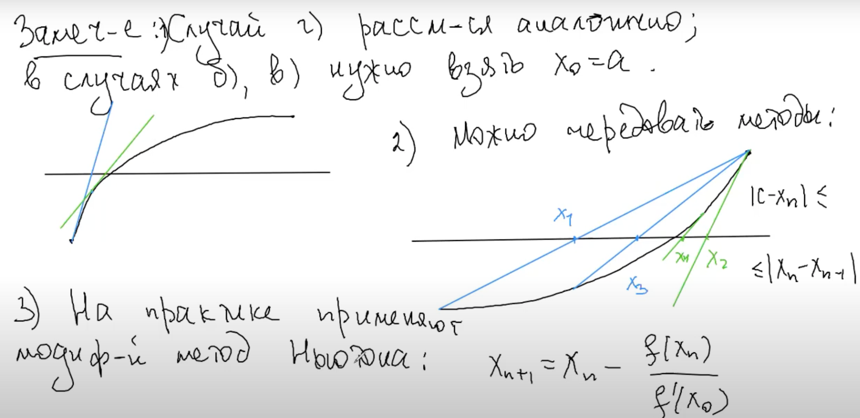 Замеч-е: 1) Случай г) рассм-ся аналогично;
в случаях б), в) нужно взять x₀=a.
2) Можно чередовать методы:
x₁
x₃
x₄
x₂
|c-xₙ| ≤
≤|xₙ-xₙ₋₁|
3) На практике применяют
модиф-й метод Ньютона: xₙ₊₁ = xₙ - f(xₙ)/f'(x₀)